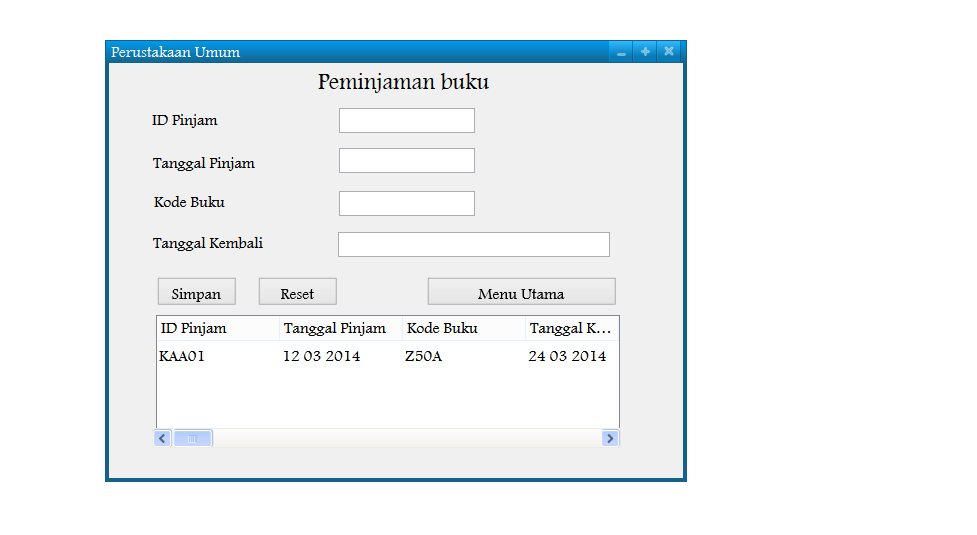 Perustakaan Umum
Peminjaman buku
ID Pinjam
Tanggal Pinjam
Kode Buku
Tanggal Kembali
Simpan Reset Menu Utama
ID Pinjam Tanggal Pinjam Kode Buku Tanggal K...
KAA01 12 03 2014 Z50A 24 03 2014